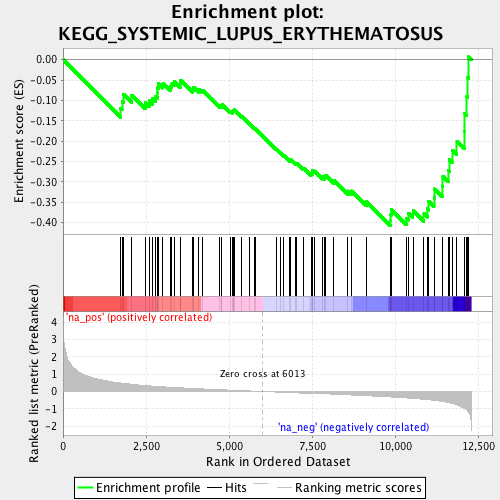 Enrichment plot:
KEGG_SYSTEMIC_LUPUS_ERYTHEMATOSUS
Enrichment score (ES)
0.00
-0.05
-0.10
-0.15
-0.20
-0.25
-0.30
-0.35
-0.40
'na_pos' (positively correlated)
Ranked list metric (PreRanked)
4
3
2
1
0
-1
-2
Zero cross at 6013
'na_neg' (negatively correlated)
0
2,500
5,000
7,500
10,000
12,500
Rank in Ordered Dataset
Enrichment profile
Hits
Ranking metric scores